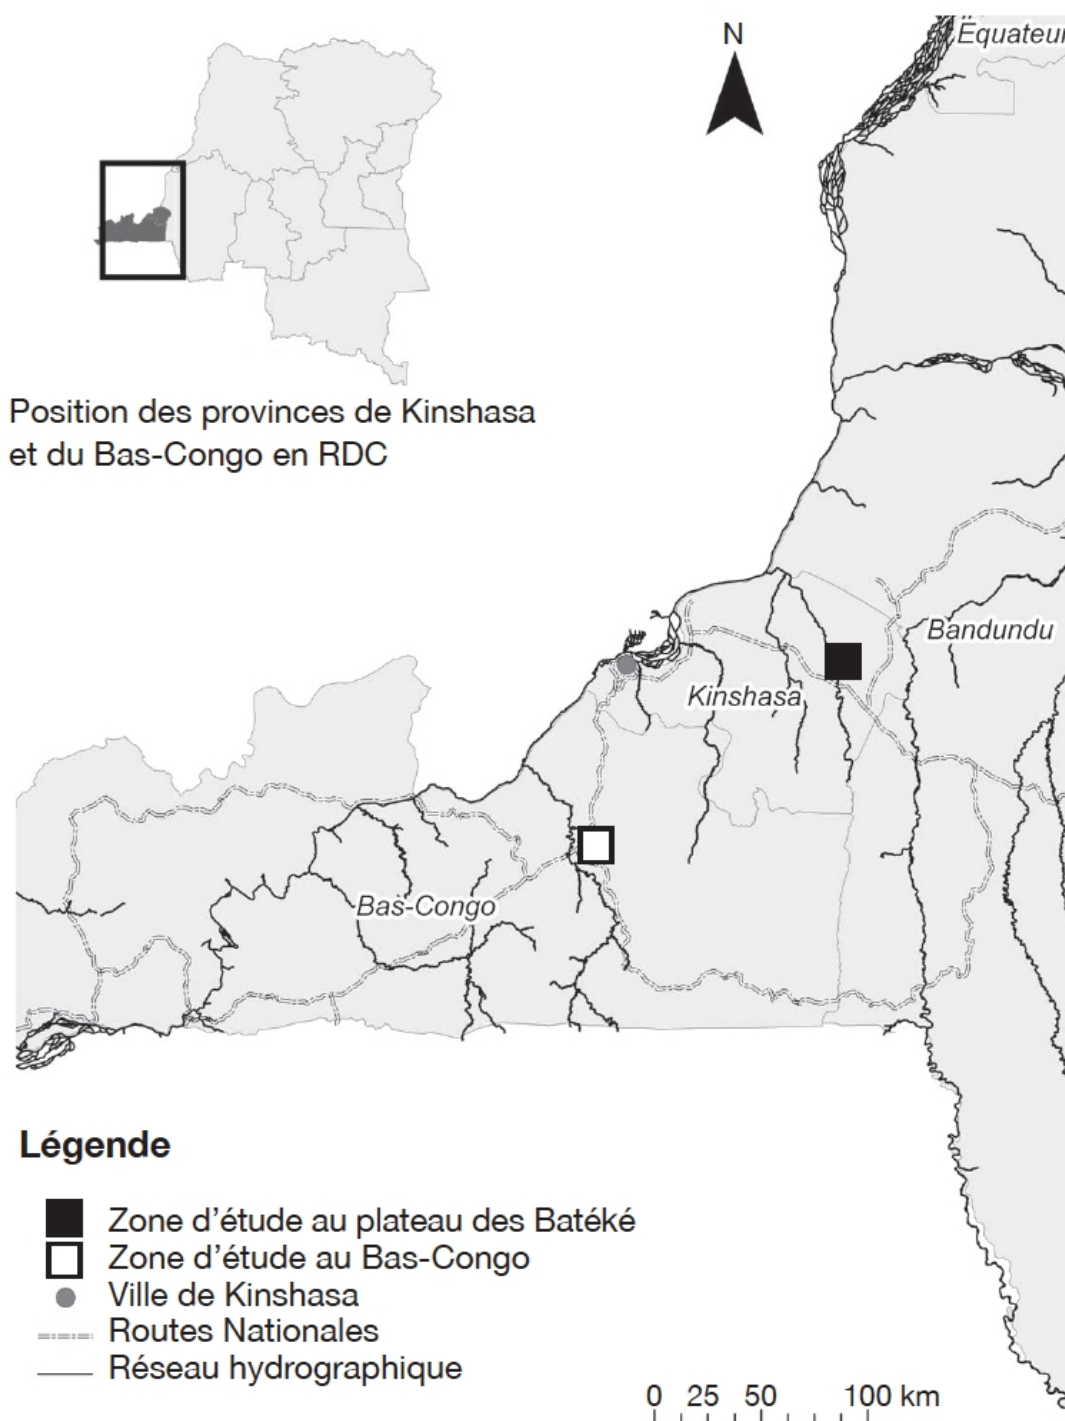 N
Equateur
Position des provinces de Kinshasa
et du Bas-Congo en RDC
Bandundu
Kinshasa
Bas-Congo
Légende
Zone d'étude au plateau des Batéké
Zone d'étude au Bas-Congo
Ville de Kinshasa
Routes Nationales
Réseau hydrographique
0 25 50 100 km